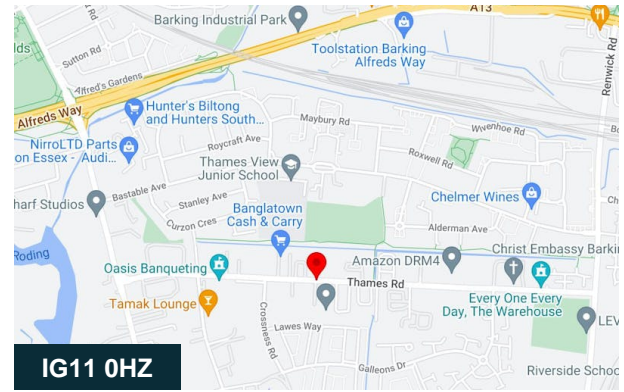 Barking Industrial Park
A13
Toolstation Barking
Alfreds Way
Renwick Rd
Sutton Rd
Alfred's Gardens
Alfreds Way
Hunter's Biltong
and Hunters South...
Maybury Rd
Wivenhoe Rd
NirroLTD Parts
on Essex - Audi...
Roycraft Ave
Thames View
Junior School
Roxwell Rd
Bastable Ave
Stanley Ave
Chelmer Wines
harf Studios
Curzon Cres
Banglatown
Cash & Carry
Alderman Ave
Christ Embassy Barkin
Roding
Oasis Banqueting
Amazon DRM4
Thames Rd
Tamak Lounge
Crossness Rd
Every One Every
Day, The Warehouse
Lawes Way
LEV
Galleons Dr
Riverside Schoo
IG11 0HZ